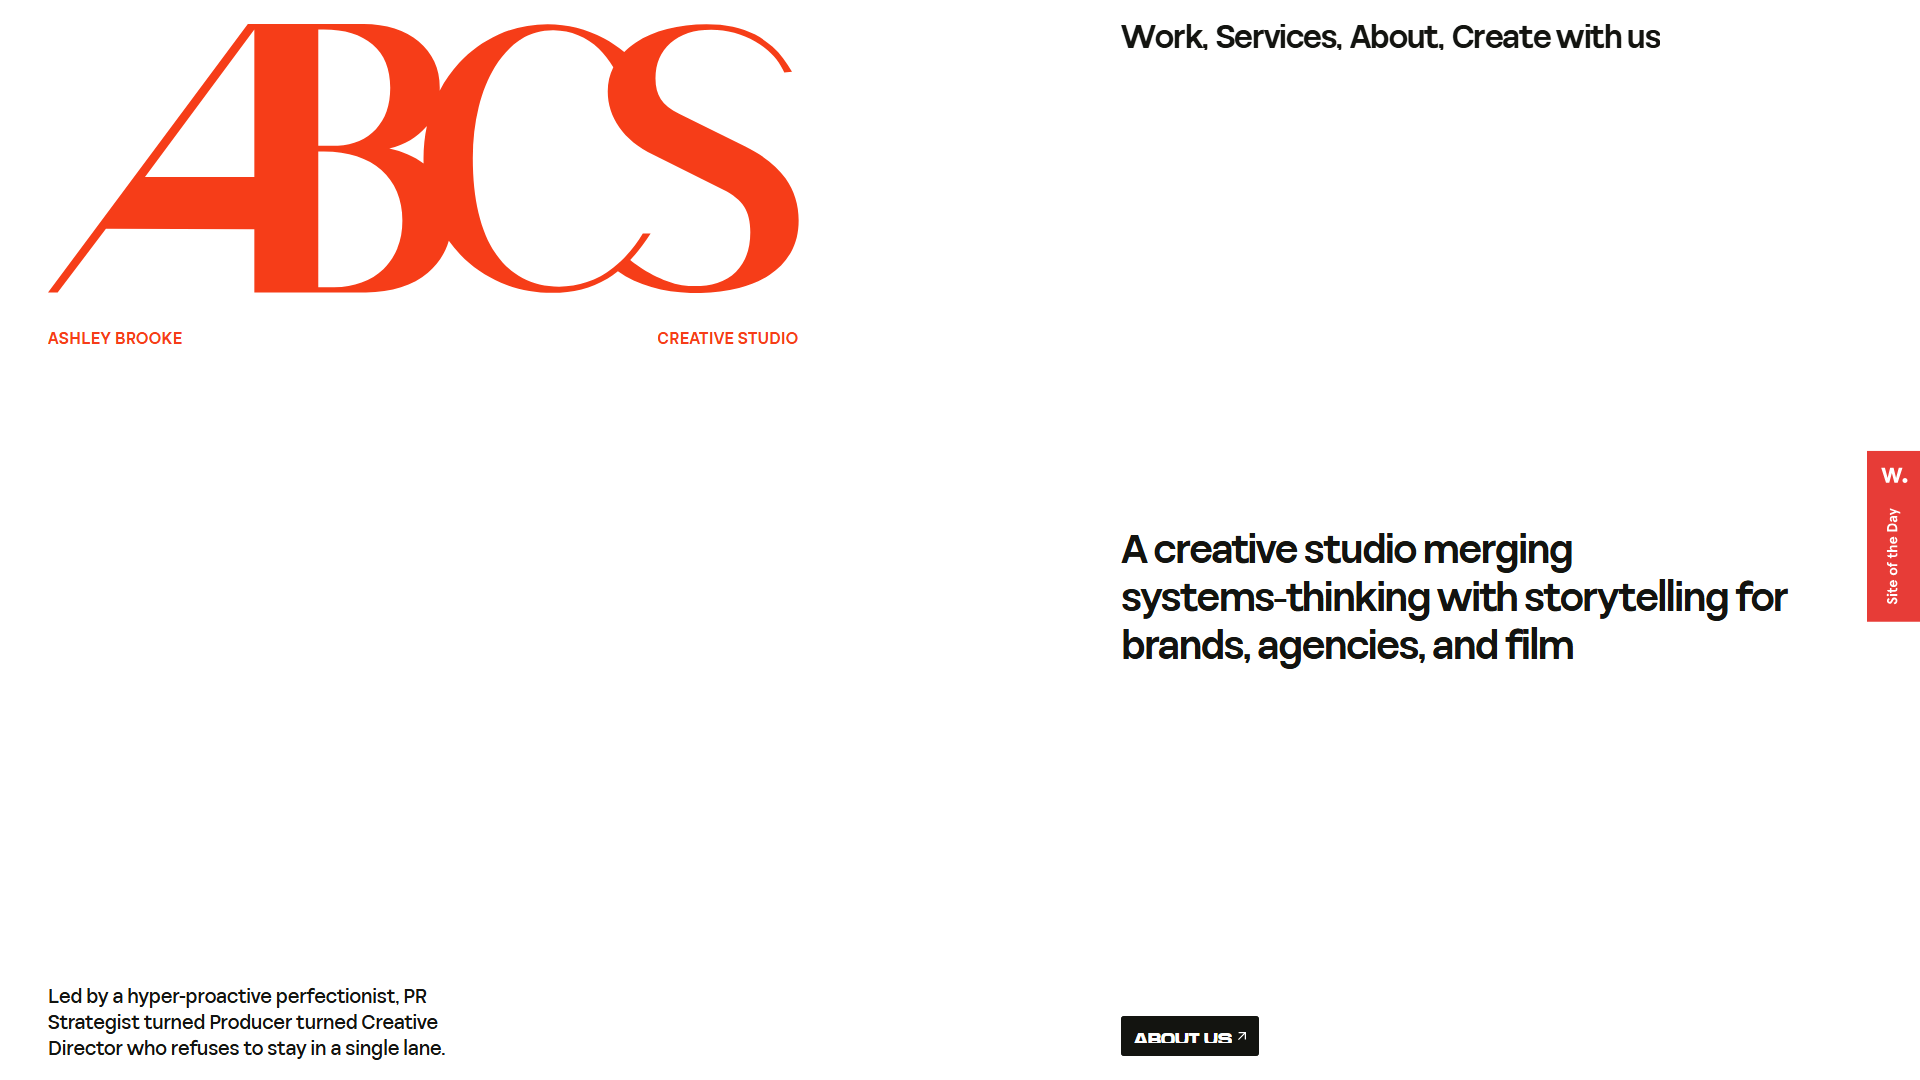 ABCS
ASHLEY BROOKE
CREATIVE STUDIO
Work, Services, About, Create with us
W.
Site of the Day
A creative studio merging
systems-thinking with storytelling for
brands, agencies, and film
Led by a hyper-proactive perfectionist, PR
Strategist turned Producer turned Creative
Director who refuses to stay in a single lane.
ABOUT US